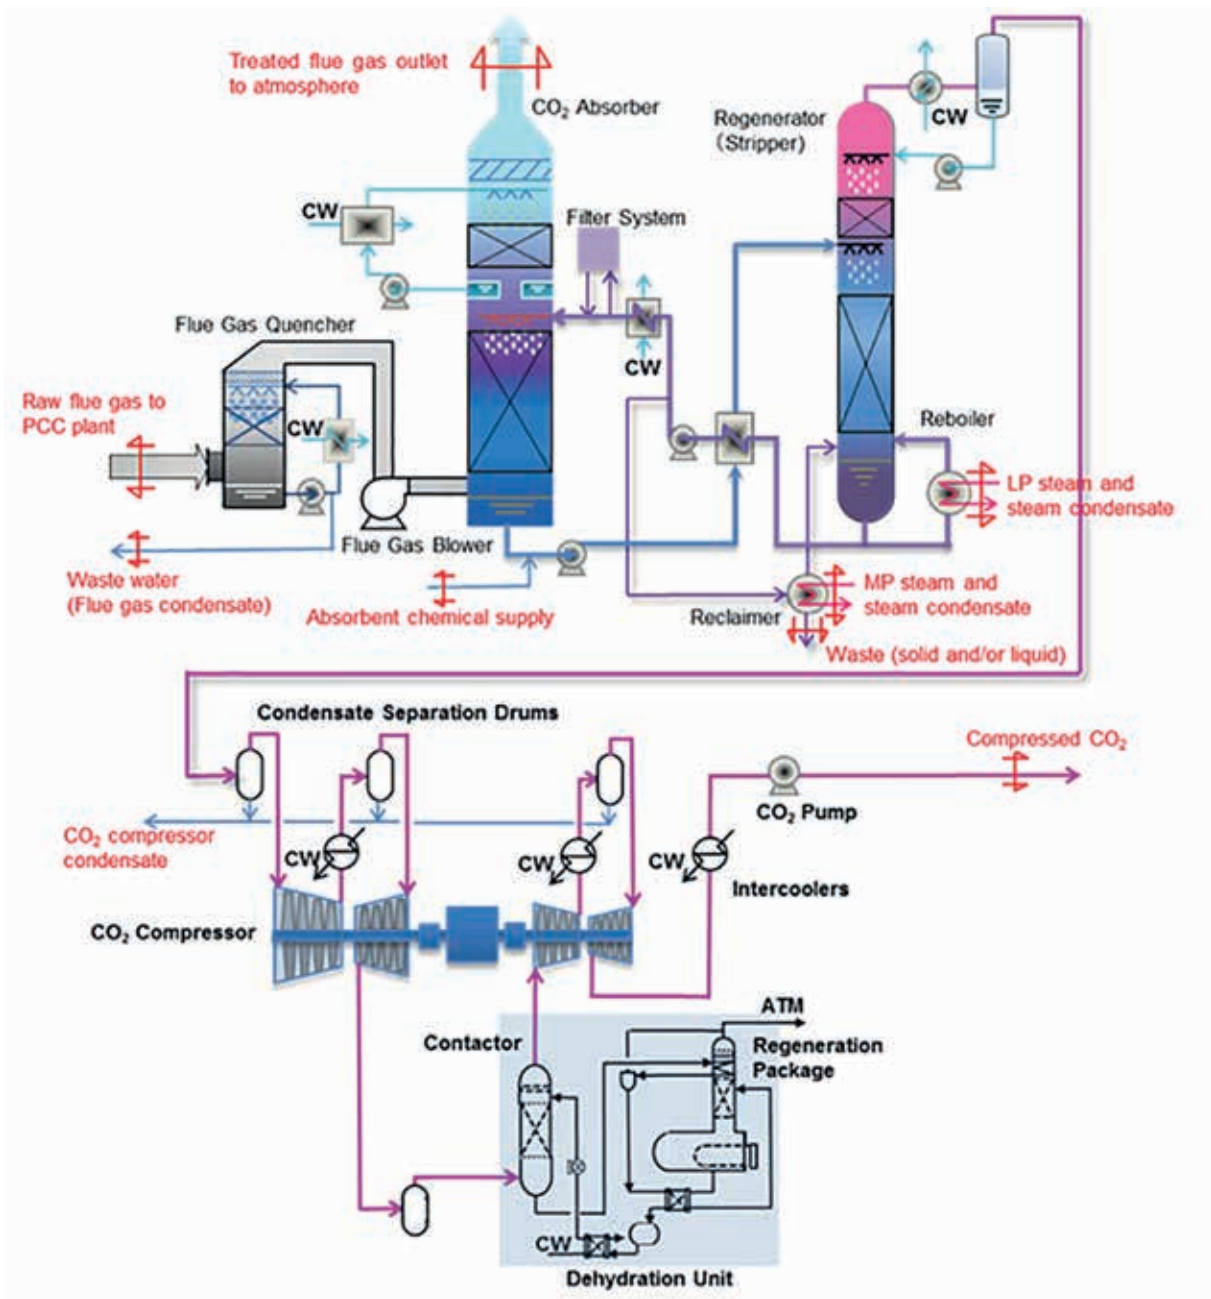 Treated flue gas outlet
to atmosphere
CO₂ Absorber
Regenerator
(Stripper)
CW
CW
Filter System
Flue Gas Quencher
CW
Raw flue gas to
PCC plant
CW
Reboiler
LP steam and
steam condensate
Flue Gas Blower
Waste water
(Flue gas condensate)
Absorbent chemical supply
MP steam and
steam condensate
Reclaimer
Waste (solid and/or liquid)
Condensate Separation Drums
Compressed CO₂
CO₂ Pump
CO₂ compressor
condensate
CW
CW
CW
Intercoolers
CO₂ Compressor
ATM
Contactor
Regeneration
Package
CW
Dehydration Unit